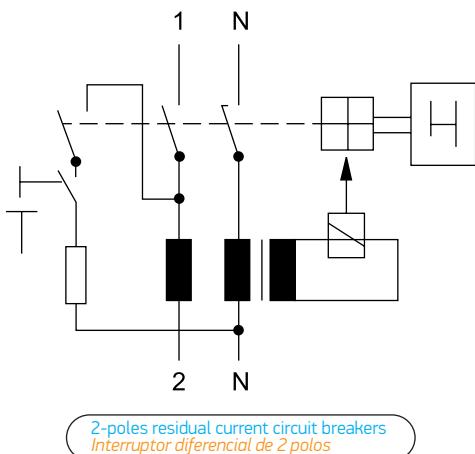 1 N
T
H
2 N
2-poles residual current circuit breakers
Interruptor diferencial de 2 polos